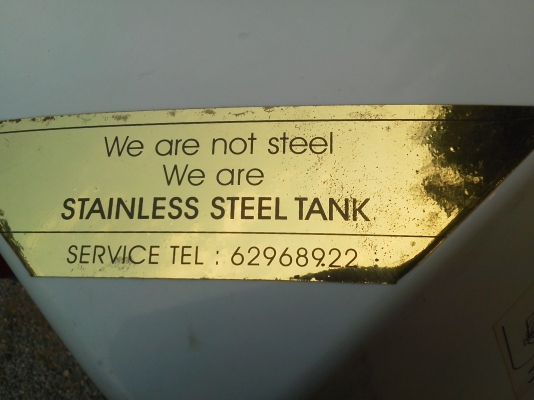 We are not steel
We are
STAINLESS STEEL TANK
SERVICE TEL : 62968922